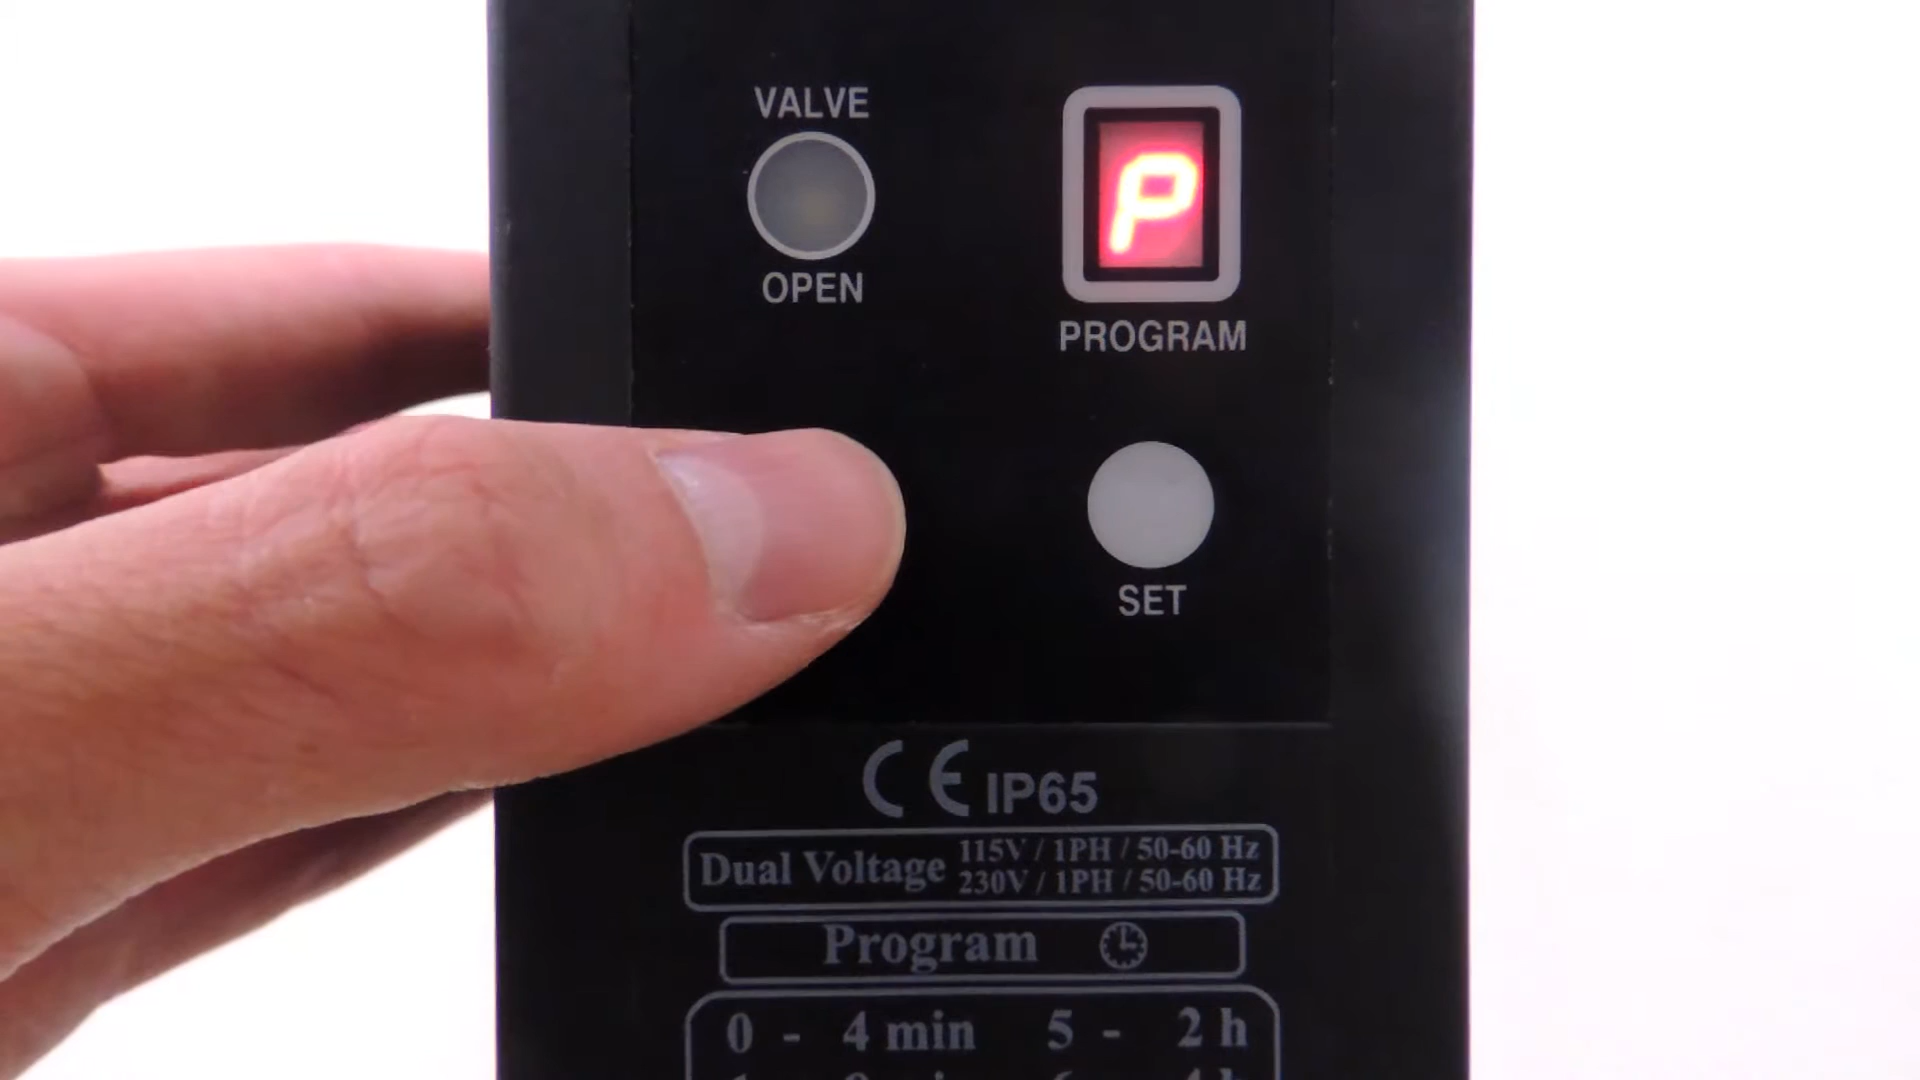 VALVE
P
OPEN
PROGRAM
SET
CE IP65
Dual Voltage 115V / 1PH / 50-60 Hz
230V / 1PH / 50-60 Hz
Program
0 - 4 min 5 - 2 h